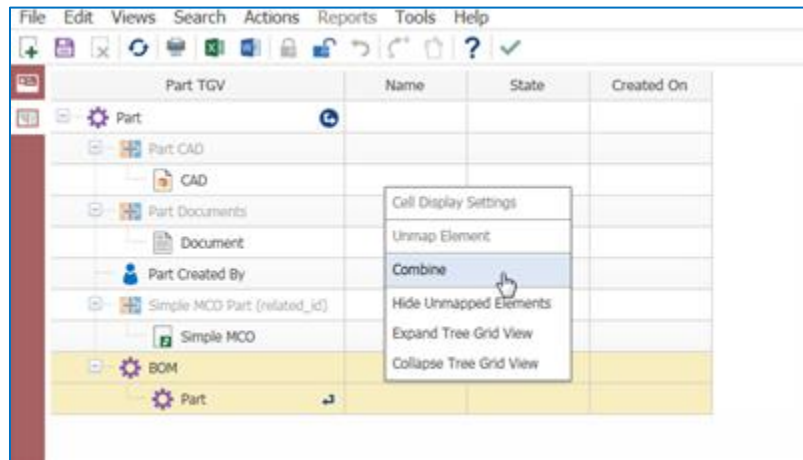 File Edit Views Search Actions Reports Tools Help
Part TGV Name State Created On
Part
Part CAD
CAD
Part Documents
Document
Part Created By
Simple MCO Part (related_id)
Simple MCO
BOM
Part
Cell Display Settings
Unmap Element
Combine
Hide Unmapped Elements
Expand Tree Grid View
Collapse Tree Grid View